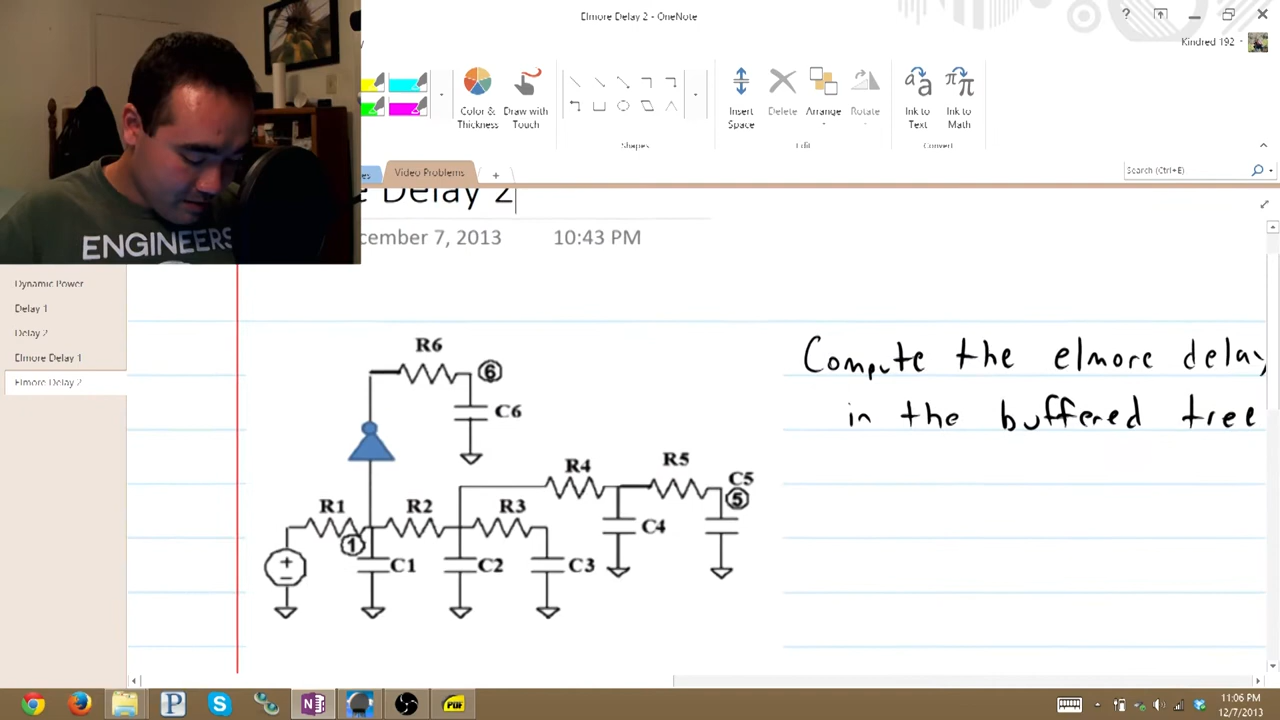 Elmore Delay 2 - OneNote
?
Kindred 192
Color & Thickness
Draw with Touch
Insert Space
Delete
Arrange
Rotate
Ink to Text
Ink to Math
Shapes
Edit
Convert
Video Problems
+
Search (Ctrl+E)
e Delay 2
cember 7, 2013
10:43 PM
ENGINEERS
Dynamic Power
Delay 1
Delay 2
Elmore Delay 1
Elmore Delay 2
Compute the elmore delay
in the buffered tree
R6
6
C6
R4
R5
C5
5
R1
R2
R3
C4
1
C1
C2
C3
+
−
PDF
11:06 PM
12/7/2013